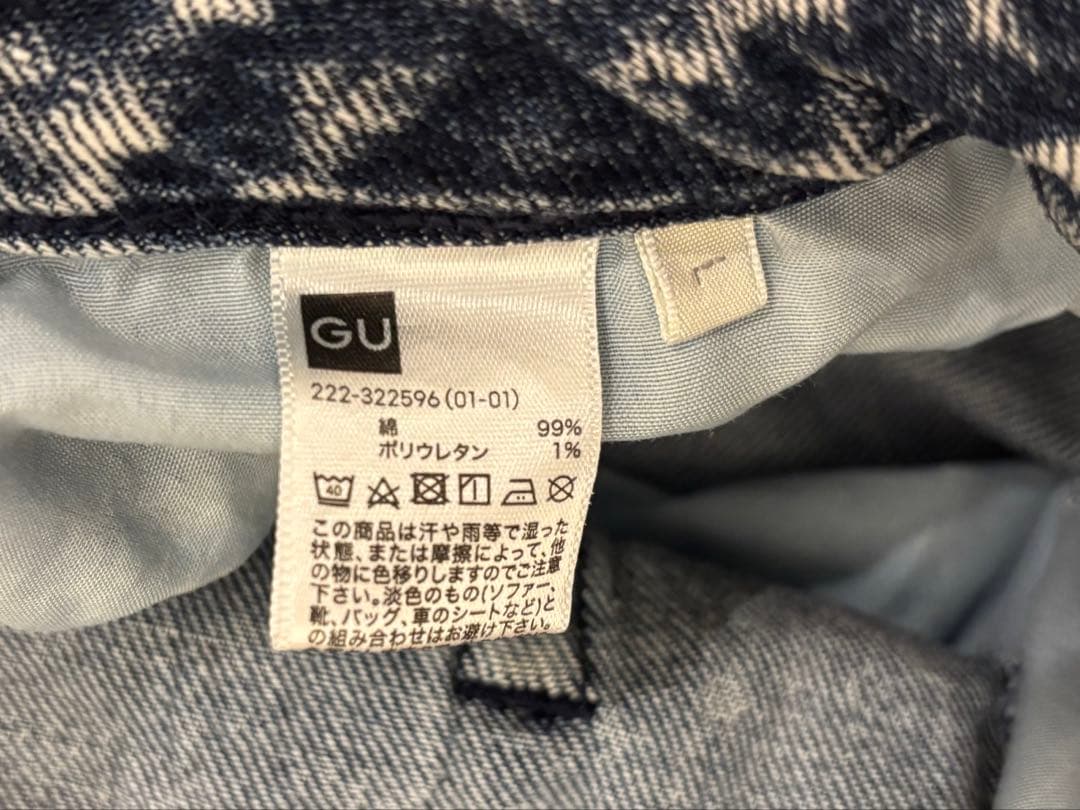 GU
L
222-322596(01-01)
綿 99%
ポリウレタン 1%
40
この商品は汗や雨等で湿った
状態、または摩擦によって、他
の物に色移りしますのでご注意
下さい。淡色のもの(ソファー、
靴、バッグ、車のシートなど)と
の組み合わせはお避け下さい。